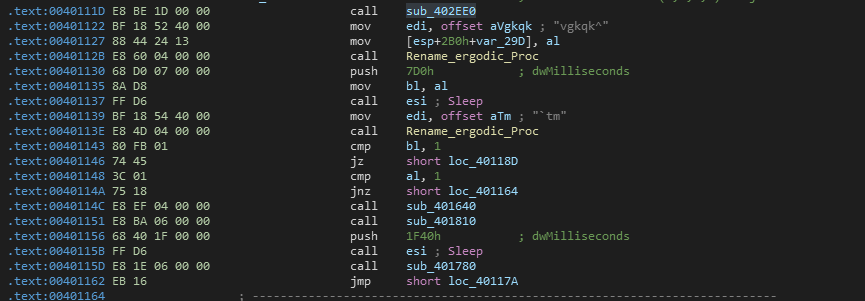 .text:0040111D E8 BE 1D 00 00 call sub_402EE0
.text:00401122 BF 18 52 40 00 mov edi, offset aVgkqk ; "vgkqk^"
.text:00401127 88 44 24 13 mov [esp+2B0h+var_29D], al
.text:0040112B E8 60 04 00 00 call Rename_ergodic_Proc
.text:00401130 68 D0 07 00 00 push 7D0h ; dwMilliseconds
.text:00401135 8A D8 mov bl, al
.text:00401137 FF D6 call esi ; Sleep
.text:00401139 BF 18 54 40 00 mov edi, offset aTm ; "`tm"
.text:0040113E E8 4D 04 00 00 call Rename_ergodic_Proc
.text:00401143 80 FB 01 cmp bl, 1
.text:00401146 74 45 jz short loc_40118D
.text:00401148 3C 01 cmp al, 1
.text:0040114A 75 18 jnz short loc_401164
.text:0040114C E8 EF 04 00 00 call sub_401640
.text:00401151 E8 BA 06 00 00 call sub_401810
.text:00401156 68 40 1F 00 00 push 1F40h ; dwMilliseconds
.text:0040115B FF D6 call esi ; Sleep
.text:0040115D E8 1E 06 00 00 call sub_401780
.text:00401162 EB 16 jmp short loc_40117A
.text:00401164 ; ---------------------------------------------------------------------------